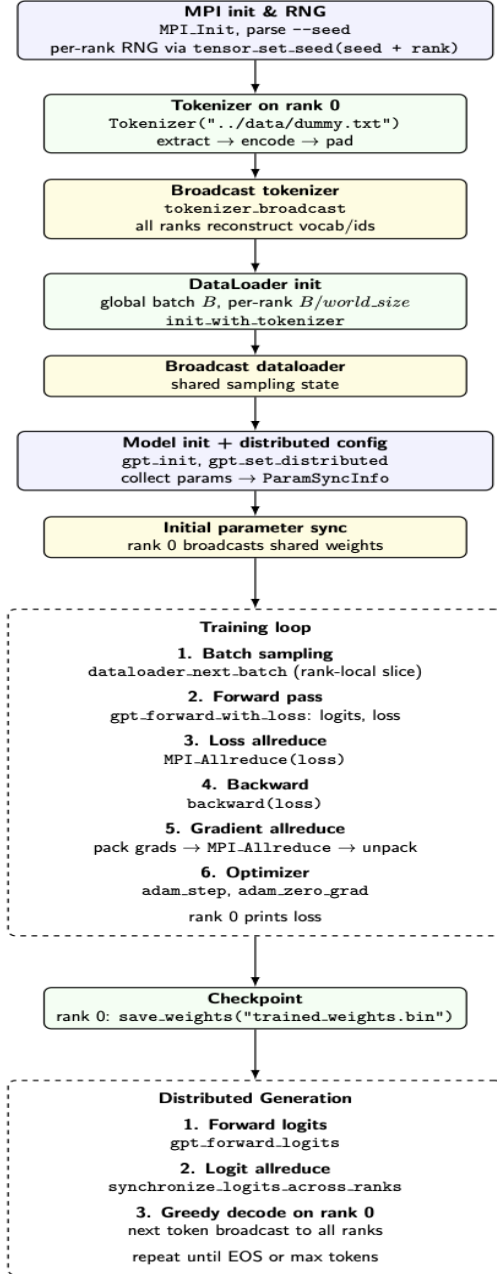 MPI init & RNG
MPI_Init, parse --seed
per-rank RNG via tensor_set_seed(seed + rank)
Tokenizer on rank 0
Tokenizer("../data/dummy.txt")
extract → encode → pad
Broadcast tokenizer
tokenizer_broadcast
all ranks reconstruct vocab/ids
DataLoader init
global batch B, per-rank B/world_size
init_with_tokenizer
Broadcast dataloader
shared sampling state
Model init + distributed config
gpt_init, gpt_set_distributed
collect params → ParamSyncInfo
Initial parameter sync
rank 0 broadcasts shared weights
Training loop
1. Batch sampling
dataloader_next_batch (rank-local slice)
2. Forward pass
gpt_forward_with_loss: logits, loss
3. Loss allreduce
MPI_Allreduce(loss)
4. Backward
backward(loss)
5. Gradient allreduce
pack grads → MPI_Allreduce → unpack
6. Optimizer
adam_step, adam_zero_grad
rank 0 prints loss
Checkpoint
rank 0: save_weights("trained_weights.bin")
Distributed Generation
1. Forward logits
gpt_forward_logits
2. Logit allreduce
synchronize_logits_across_ranks
3. Greedy decode on rank 0
next token broadcast to all ranks
repeat until EOS or max tokens